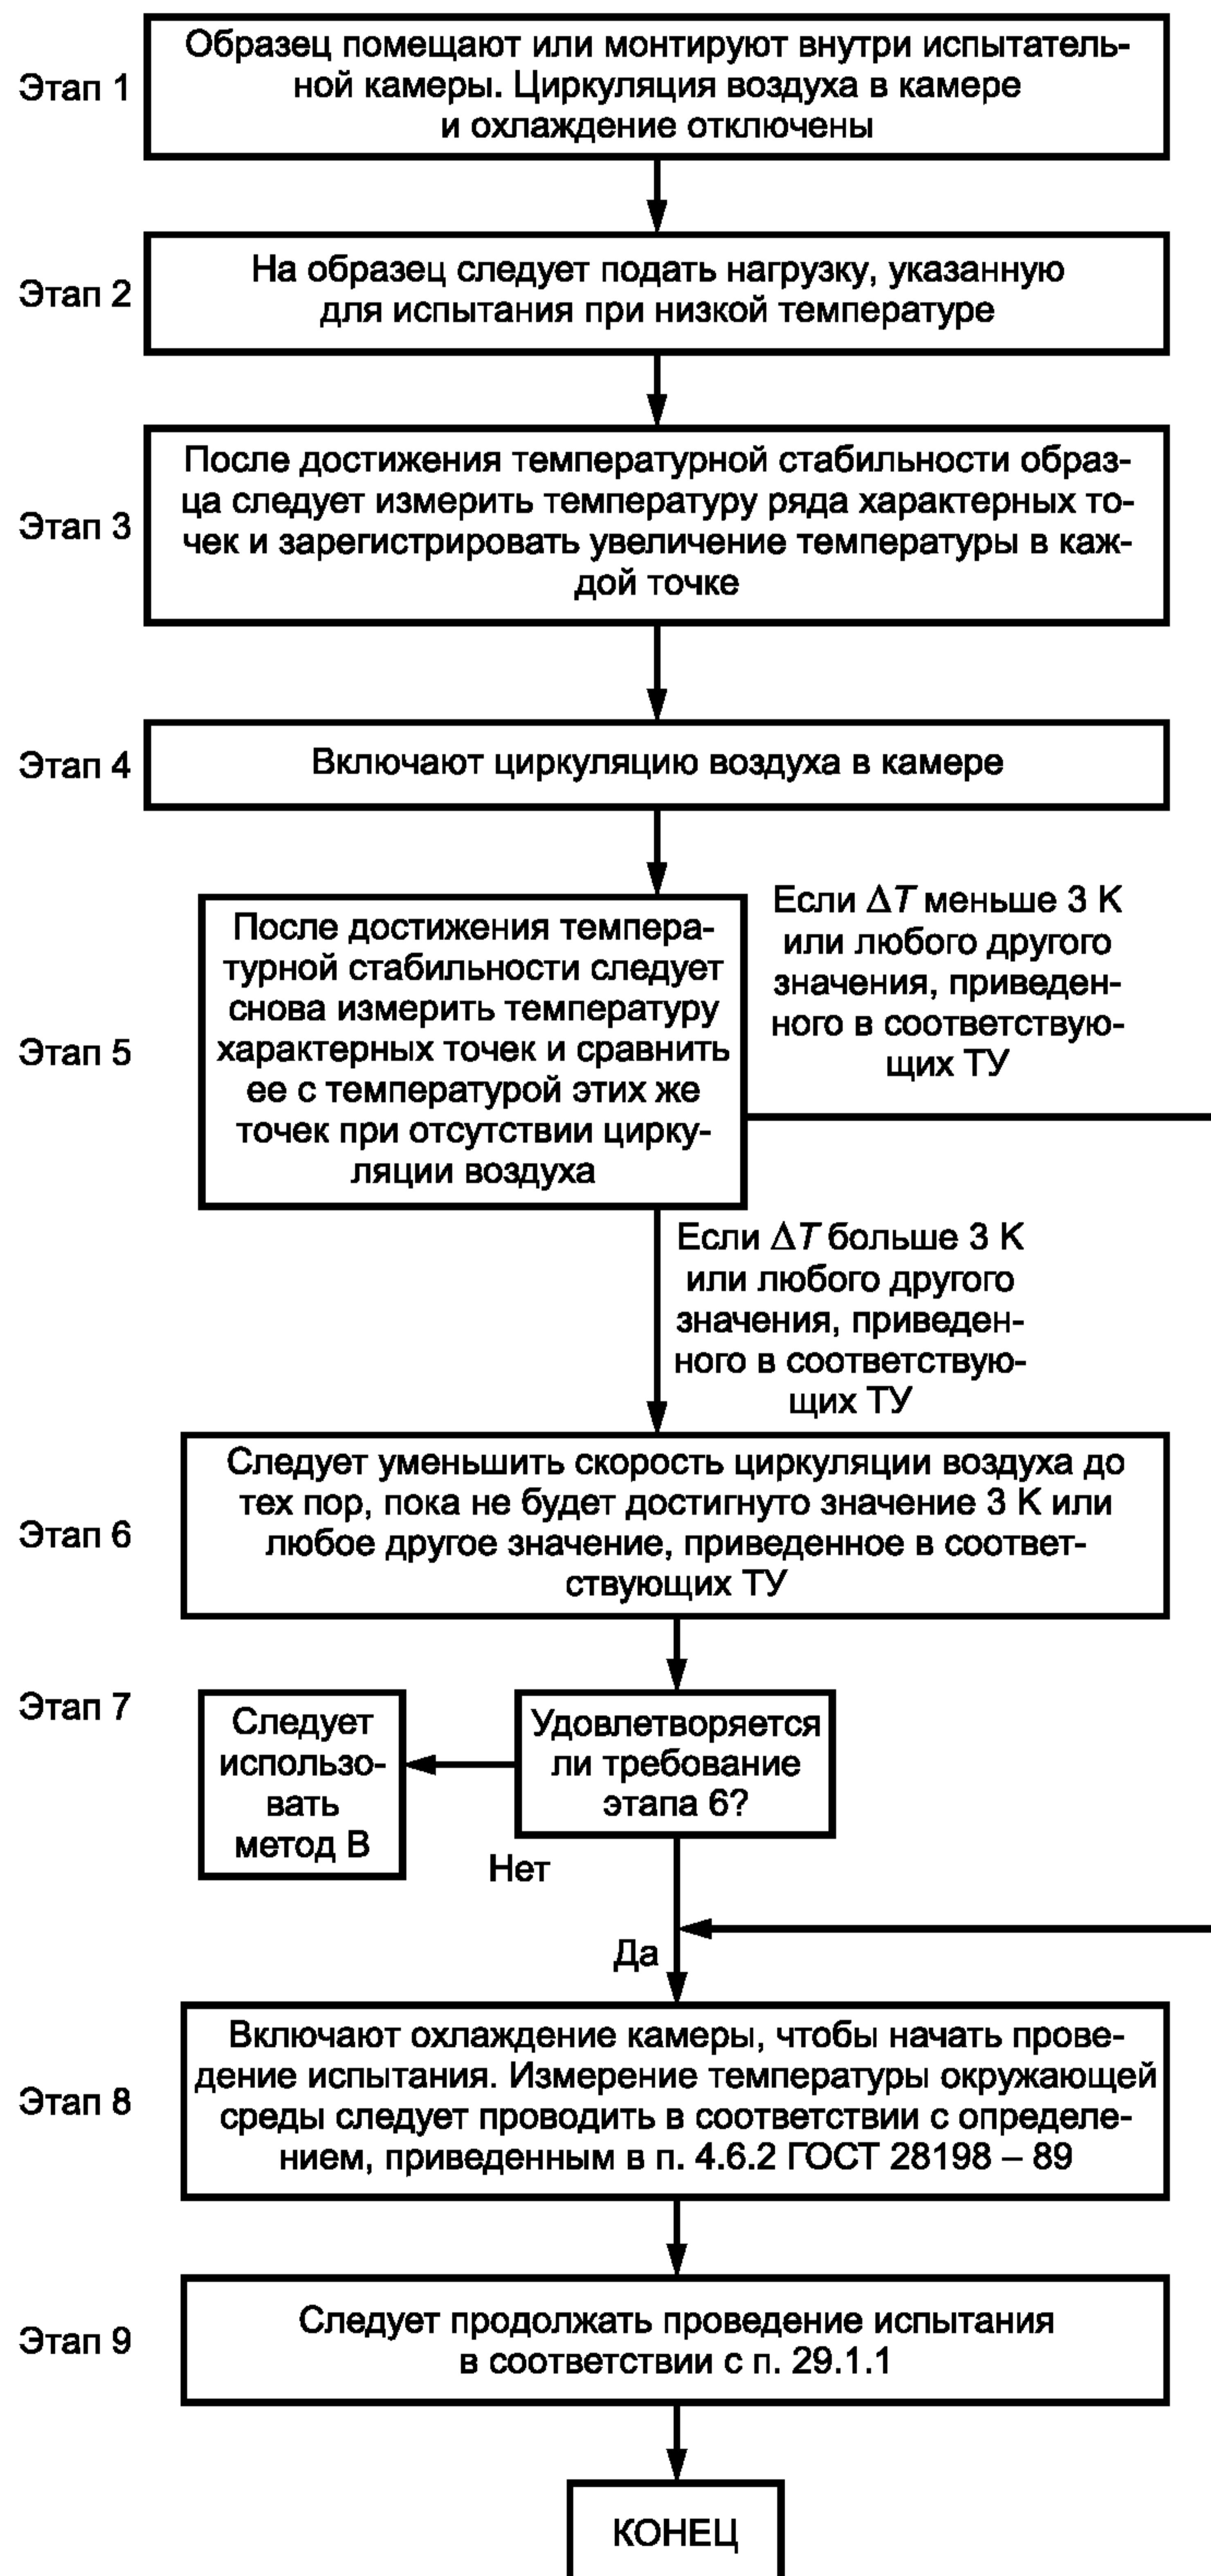 Этап 1
Образец помещают или монтируют внутри испытатель-
ной камеры. Циркуляция воздуха в камере
и охлаждение отключены
Этап 2
На образец следует подать нагрузку, указанную
для испытания при низкой температуре
Этап 3
После достижения температурной стабильности образ-
ца следует измерить температуру ряда характерных то-
чек и зарегистрировать увеличение температуры в каж-
дой точке
Этап 4
Включают циркуляцию воздуха в камере
Этап 5
После достижения темпера-
турной стабильности следует
снова измерить температуру
характерных точек и сравнить
ее с температурой этих же
точек при отсутствии цирку-
ляции воздуха
Если ΔT меньше 3 К
или любого другого
значения, приведен-
ного в соответствую-
щих ТУ
Если ΔT больше 3 К
или любого другого
значения, приведен-
ного в соответствую-
щих ТУ
Этап 6
Следует уменьшить скорость циркуляции воздуха до
тех пор, пока не будет достигнуто значение 3 К или
любое другое значение, приведенное в соответ-
ствующих ТУ
Этап 7
Следует
использо-
вать
метод В
Удовлетворяется
ли требование
этапа 6?
Нет
Да
Этап 8
Включают охлаждение камеры, чтобы начать прове-
дение испытания. Измерение температуры окружающей
среды следует проводить в соответствии с определе-
нием, приведенным в п. 4.6.2 ГОСТ 28198 – 89
Этап 9
Следует продолжать проведение испытания
в соответствии с п. 29.1.1
КОНЕЦ